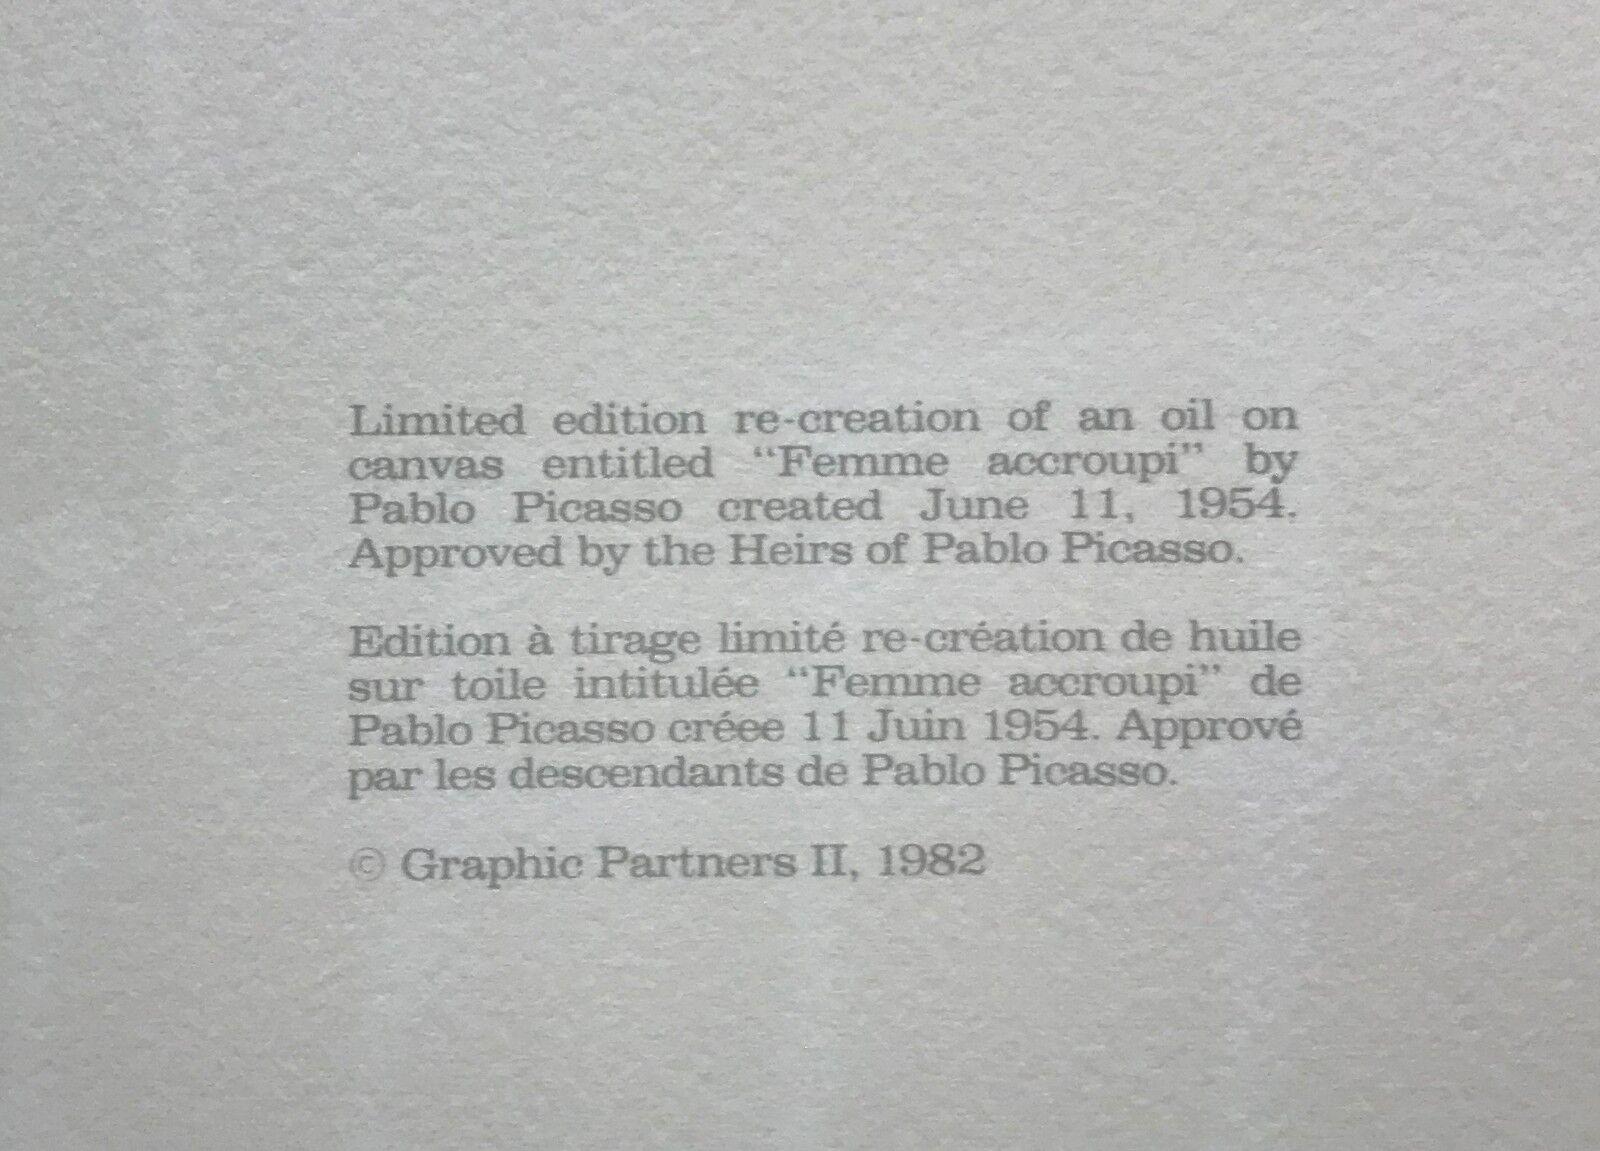 Limited edition re-creation of an oil on
canvas entitled "Femme accroupi" by
Pablo Picasso created June 11, 1954.
Approved by the Heirs of Pablo Picasso.
Edition à tirage limité re-création de huile
sur toile intitulée "Femme accroupi" de
Pablo Picasso créee 11 Juin 1954. Approvė
par les descendants de Pablo Picasso.
© Graphic Partners II, 1982